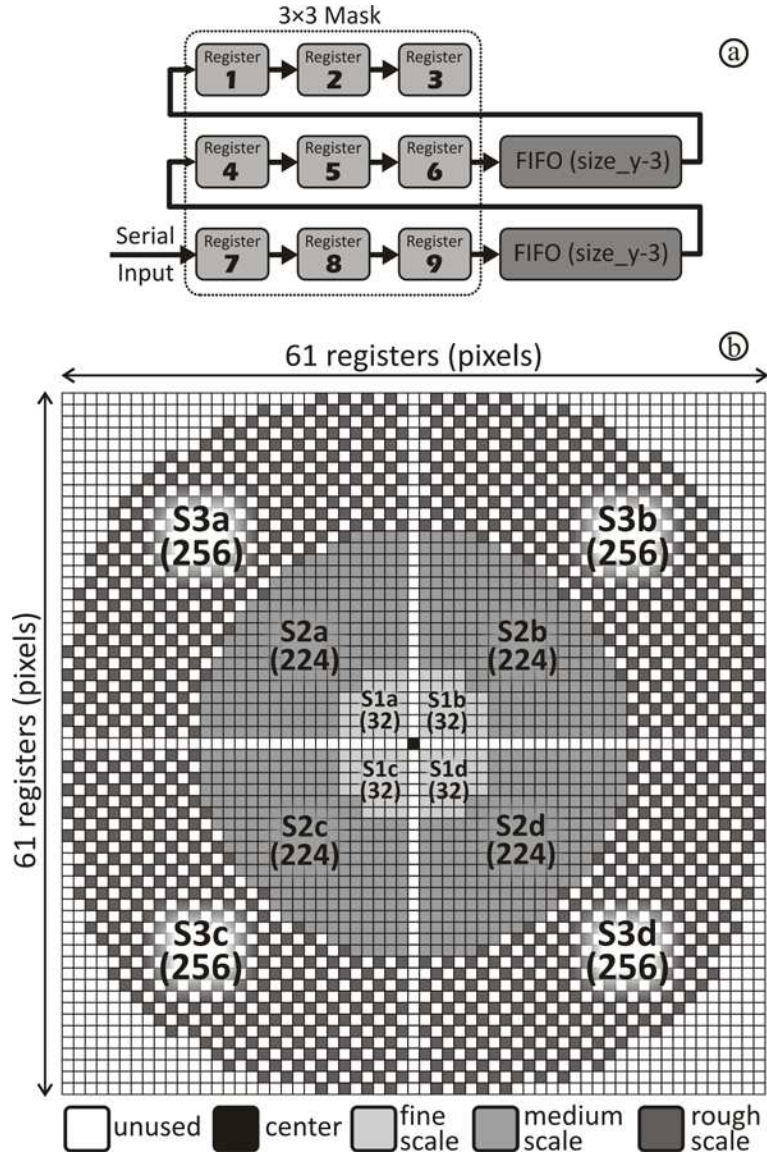 3×3 Mask
a
Register Register Register
1 2 3
Register Register Register
4 5 6
FIFO (size_y-3)
Serial
Input
Register Register Register
7 8 9
FIFO (size_y-3)
b
61 registers (pixels)
61 registers (pixels)
S3a
(256)
S3b
(256)
S2a
(224)
S2b
(224)
S1a
(32)
S1b
(32)
S1c
(32)
S1d
(32)
S2c
(224)
S2d
(224)
S3c
(256)
S3d
(256)
unused
center
fine
scale
medium
scale
rough
scale